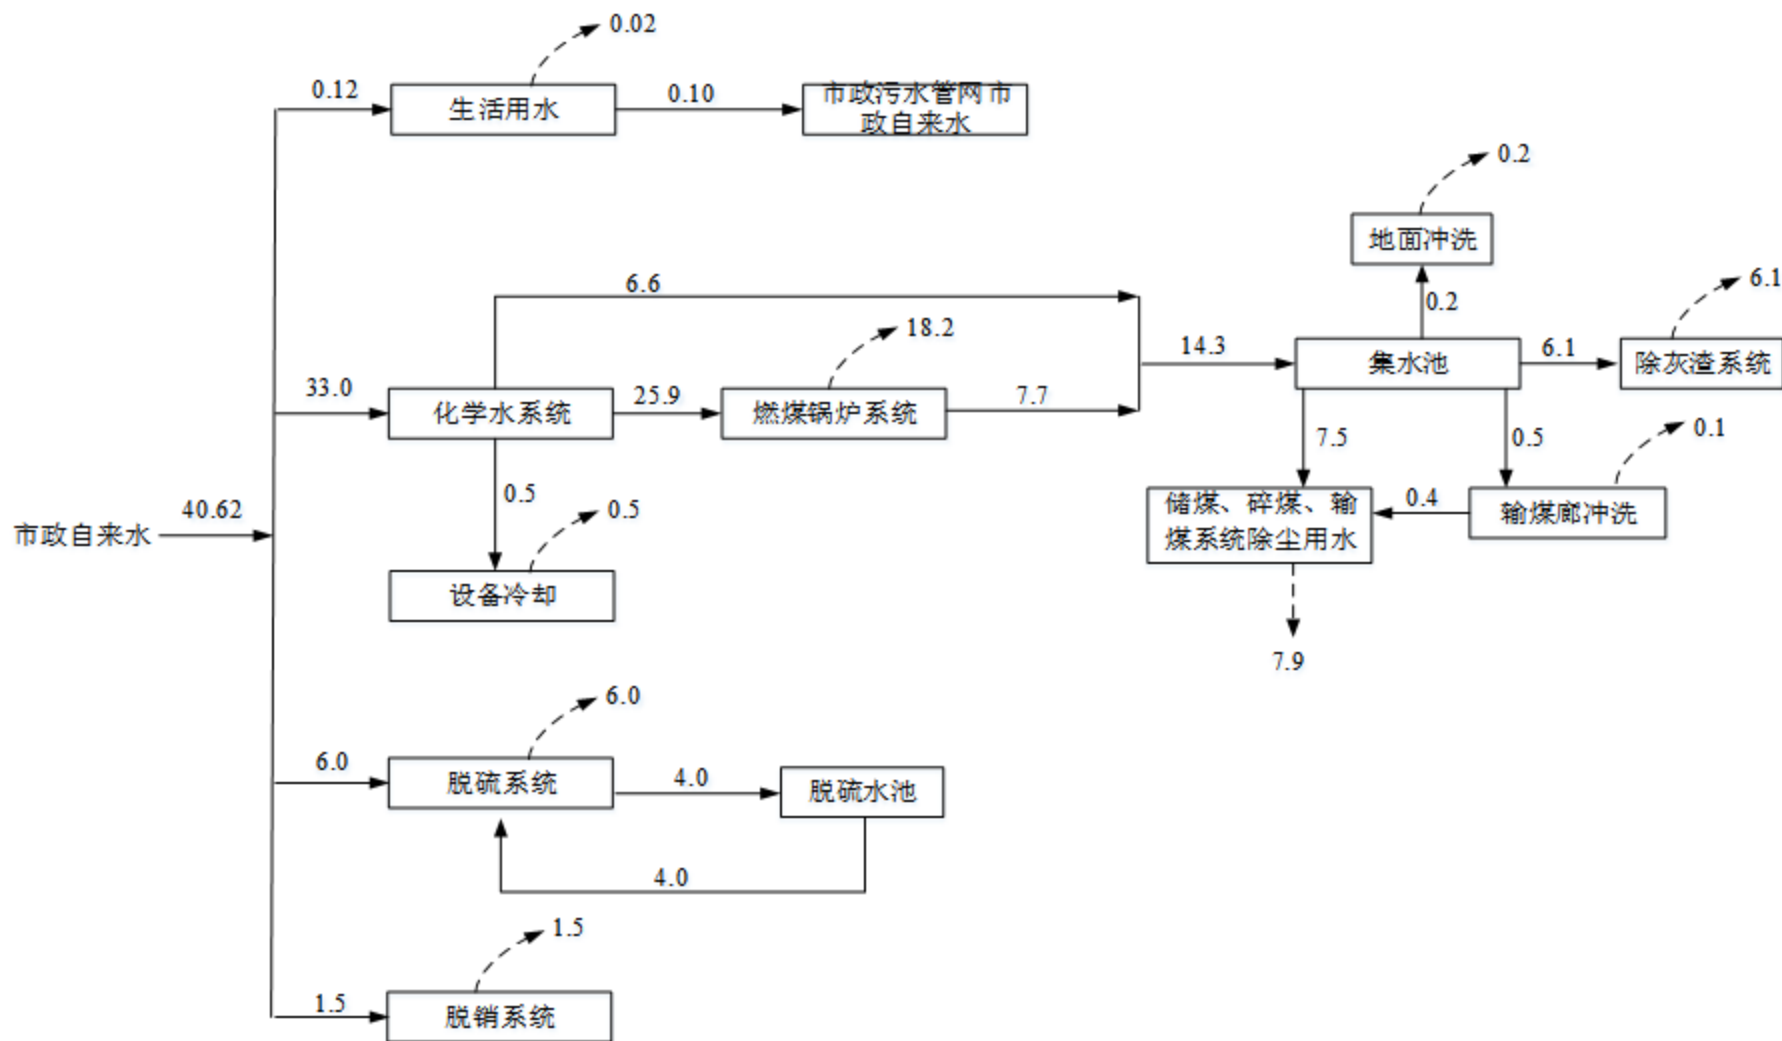 0.02
0.12
生活用水
0.10
市政污水管网市
政自来水
0.2
地面冲洗
6.6
0.2
6.1
18.2
14.3
集水池
6.1
除灰渣系统
33.0
化学水系统
25.9
燃煤锅炉系统
7.7
7.5
0.5
0.1
0.5
0.5
储煤、碎煤、输
煤系统除尘用水
0.4
输煤廊冲洗
市政自来水
40.62
设备冷却
7.9
6.0
6.0
脱硫系统
4.0
脱硫水池
4.0
1.5
1.5
脱销系统